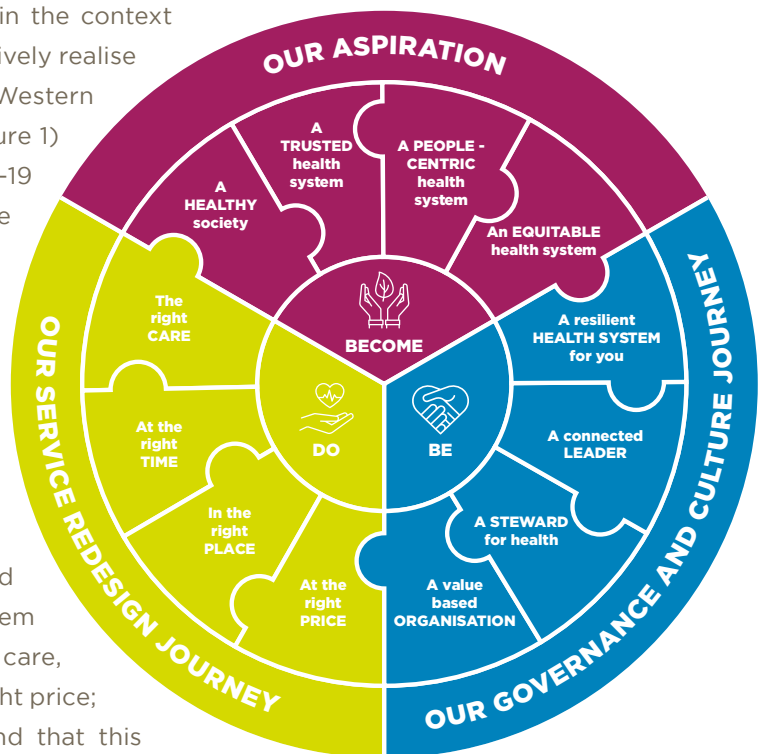 in the context
tively realise
Western
ure 1)
-19
e
d
em
care,
ht price;
nd that this
OUR ASPIRATION
A
HEALTHY
society
A
TRUSTED
health
system
A PEOPLE -
CENTRIC
health
system
An EQUITABLE
health system
BECOME
OUR SERVICE REDESIGN JOURNEY
The
right
CARE
At the
right
TIME
In the
right
PLACE
At the
right
PRICE
DO
OUR GOVERNANCE AND CULTURE JOURNEY
A resilient
HEALTH SYSTEM
for you
A connected
LEADER
A STEWARD
for health
A value
based
ORGANISATION
BE